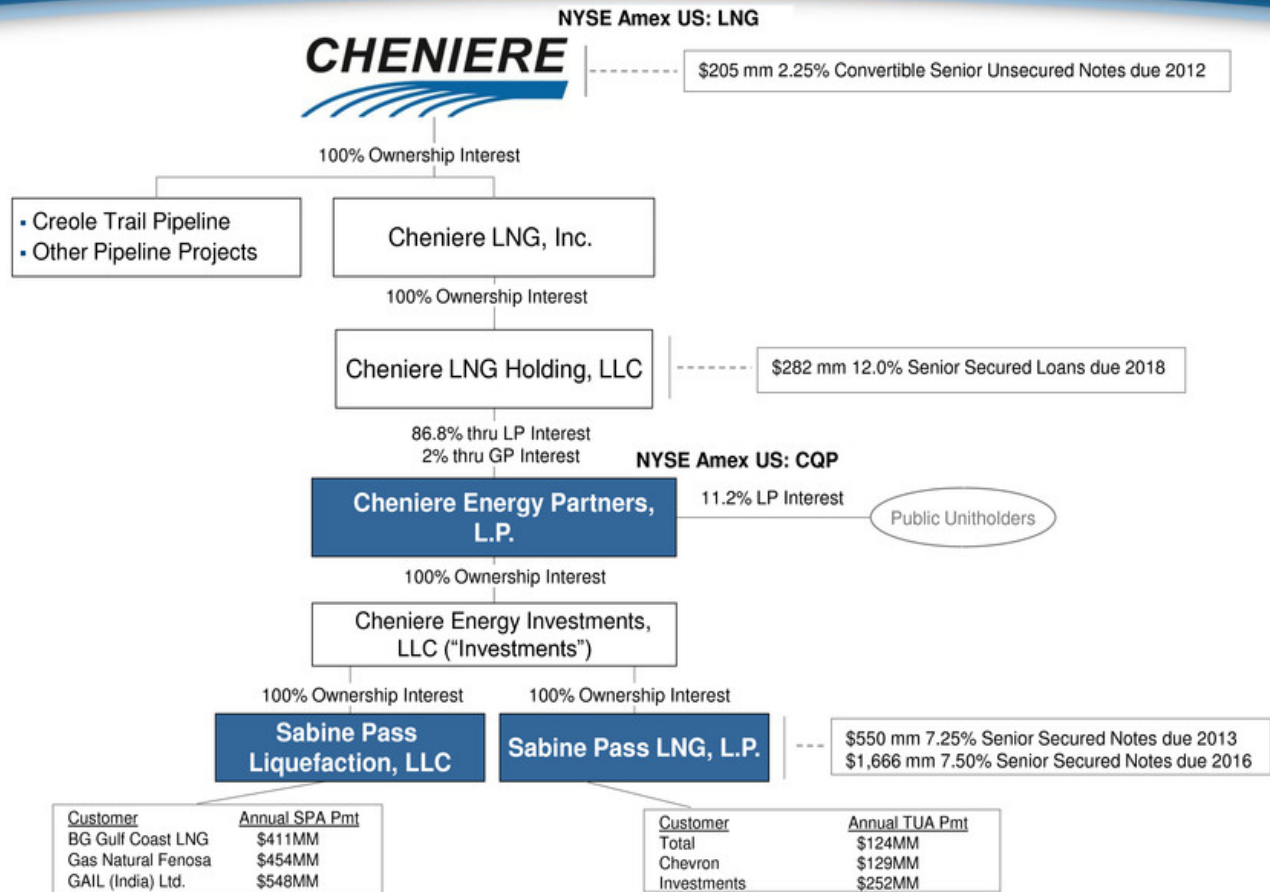 NYSE Amex US: LNG
CHENIERE
$205 mm 2.25% Convertible Senior Unsecured Notes due 2012
100% Ownership Interest
▪ Creole Trail Pipeline
▪ Other Pipeline Projects
Cheniere LNG, Inc.
100% Ownership Interest
Cheniere LNG Holding, LLC
$282 mm 12.0% Senior Secured Loans due 2018
86.8% thru LP Interest
2% thru GP Interest
NYSE Amex US: CQP
Cheniere Energy Partners,
L.P.
11.2% LP Interest
Public Unitholders
100% Ownership Interest
Cheniere Energy Investments,
LLC (“Investments”)
100% Ownership Interest
100% Ownership Interest
Sabine Pass
Liquefaction, LLC
Sabine Pass LNG, L.P.
$550 mm 7.25% Senior Secured Notes due 2013
$1,666 mm 7.50% Senior Secured Notes due 2016
Customer Annual SPA Pmt
BG Gulf Coast LNG $411MM
Gas Natural Fenosa $454MM
GAIL (India) Ltd. $548MM
Customer Annual TUA Pmt
Total $124MM
Chevron $129MM
Investments $252MM